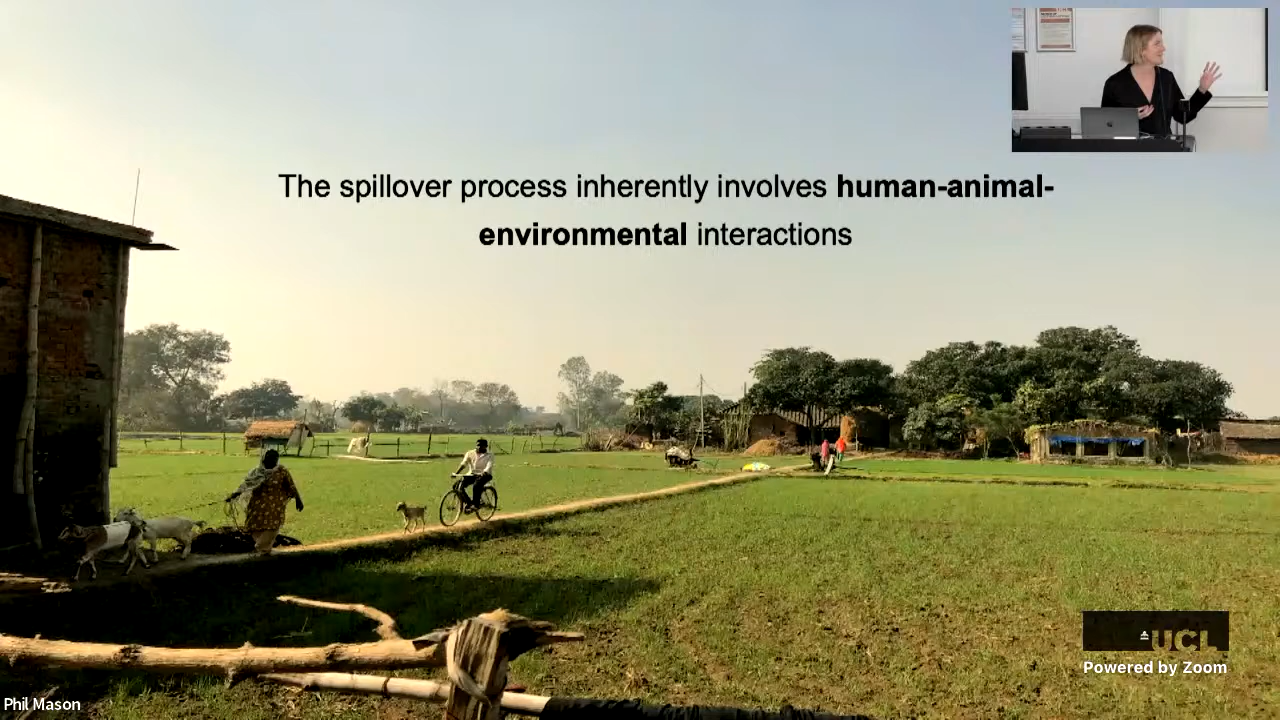 The spillover process inherently involves human-animal-
environmental interactions
UCL
Powered by Zoom
Phil Mason